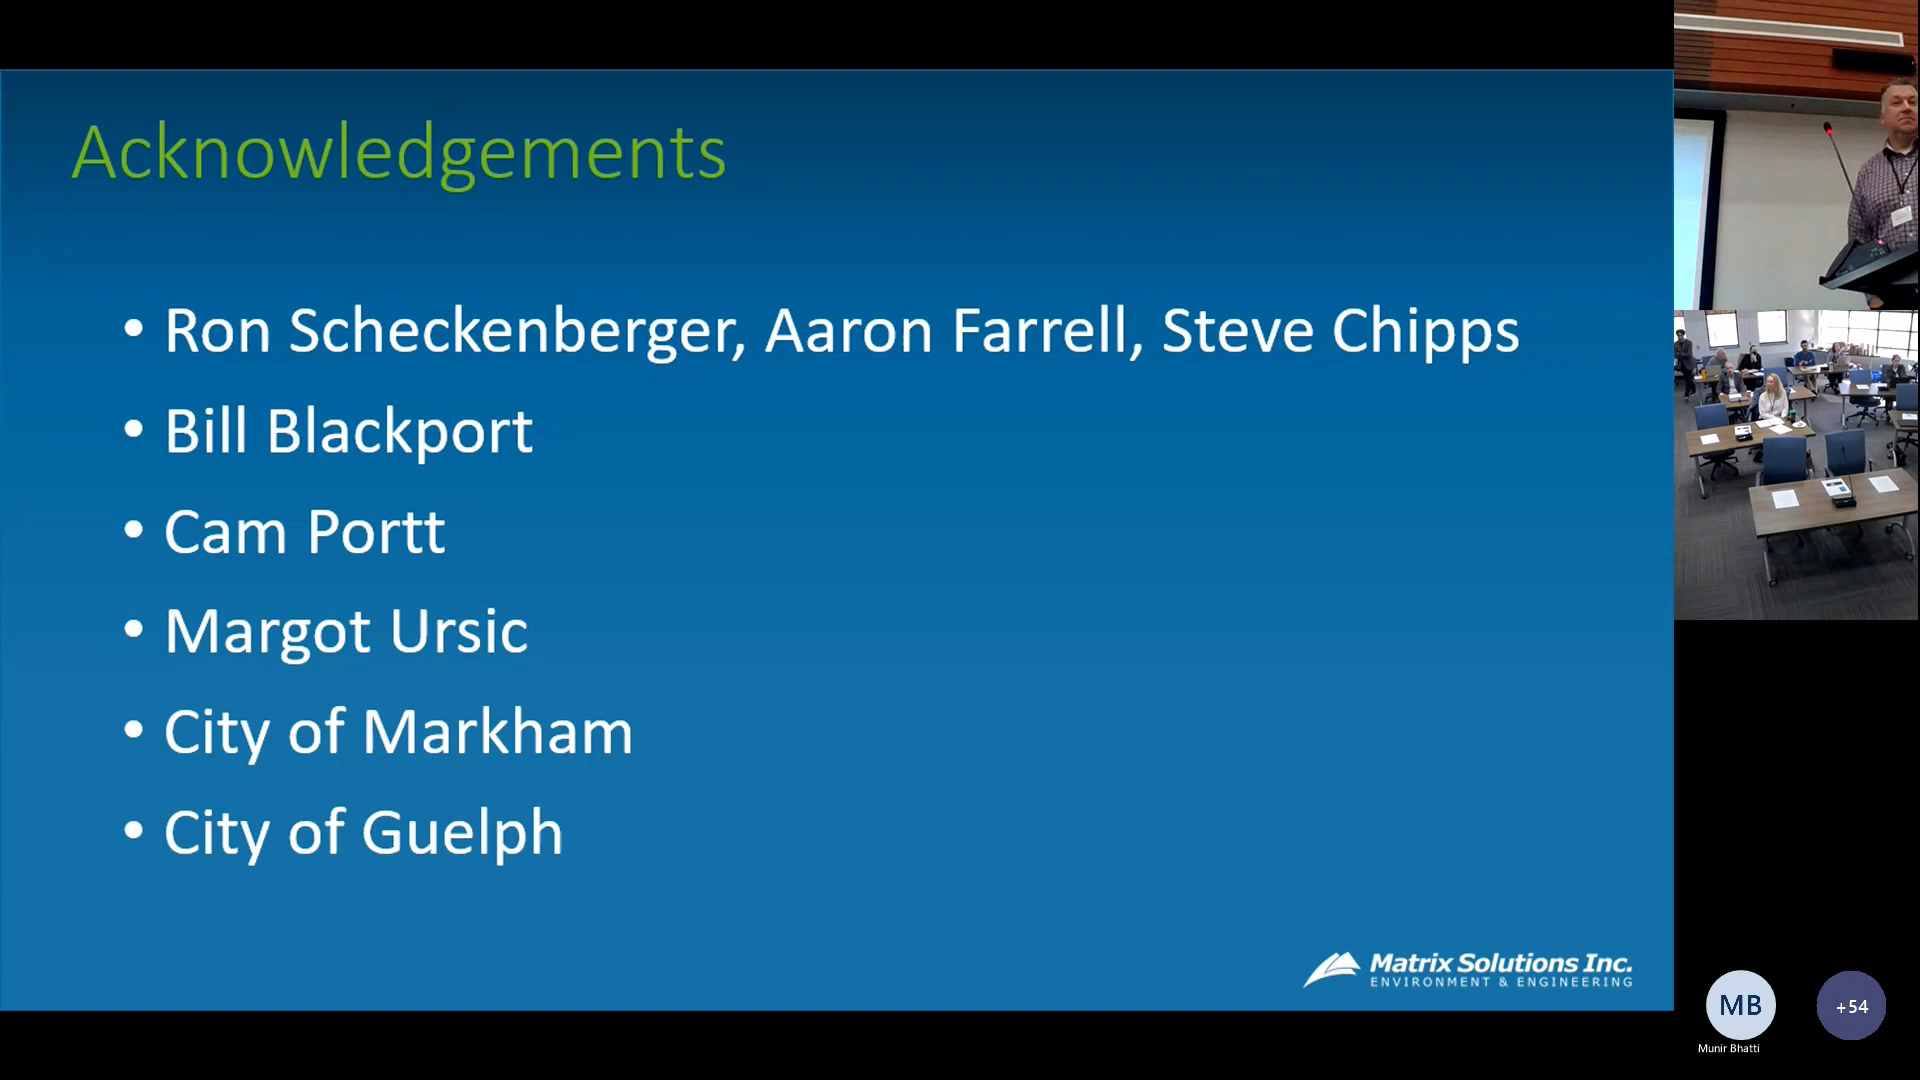 Acknowledgements
• Ron Scheckenberger, Aaron Farrell, Steve Chipps
• Bill Blackport
• Cam Portt
• Margot Ursic
• City of Markham
• City of Guelph
Matrix Solutions Inc.
ENVIRONMENT & ENGINEERING
MB
+54
Munir Bhatti